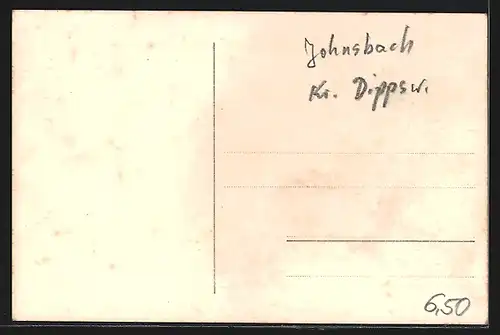 Johnsbach
Kr. Dippsw.
6,50